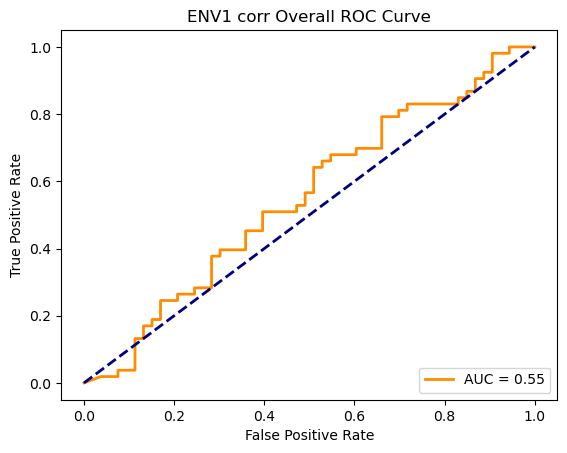 ENV1 corr Overall ROC Curve
True Positive Rate
1.0
0.8
0.6
0.4
0.2
0.0
AUC = 0.55
0.0 0.2 0.4 0.6 0.8 1.0
False Positive Rate